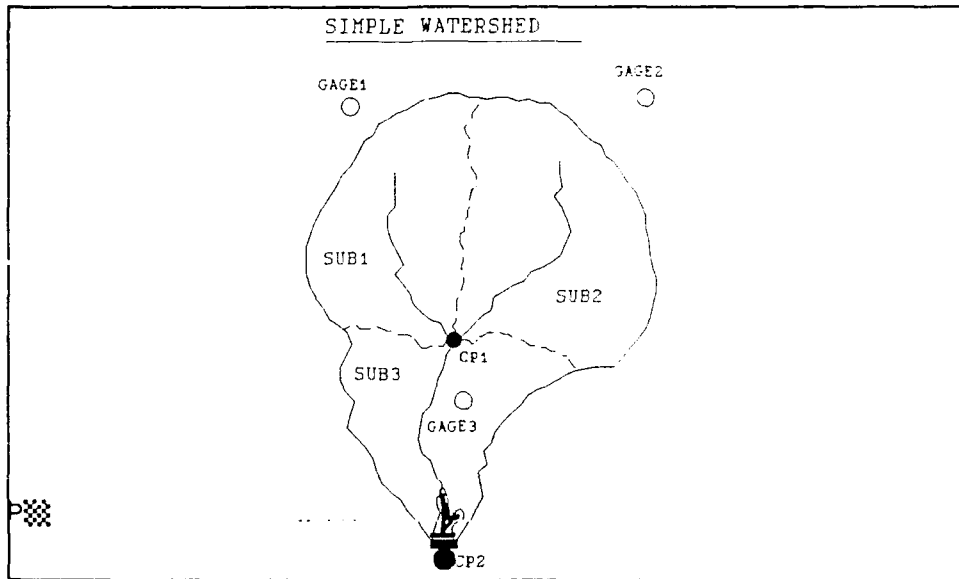 SIMPLE WATERSHED
GAGE1
GAGE2
SUB1
SUB2
CP1
SUB3
GAGE3
P
CP2